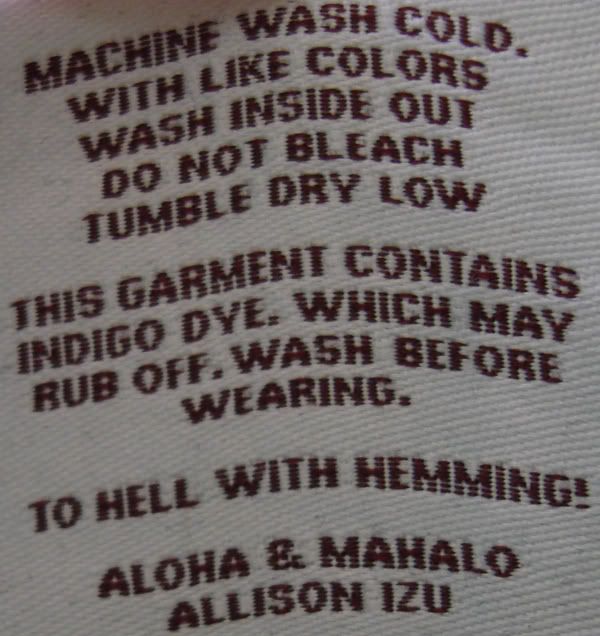 MACHINE WASH COLD.
WITH LIKE COLORS
WASH INSIDE OUT
DO NOT BLEACH
TUMBLE DRY LOW
THIS GARMENT CONTAINS
INDIGO DYE. WHICH MAY
RUB OFF. WASH BEFORE
WEARING.
TO HELL WITH HEMMING!
ALOHA & MAHALO
ALLISON IZU